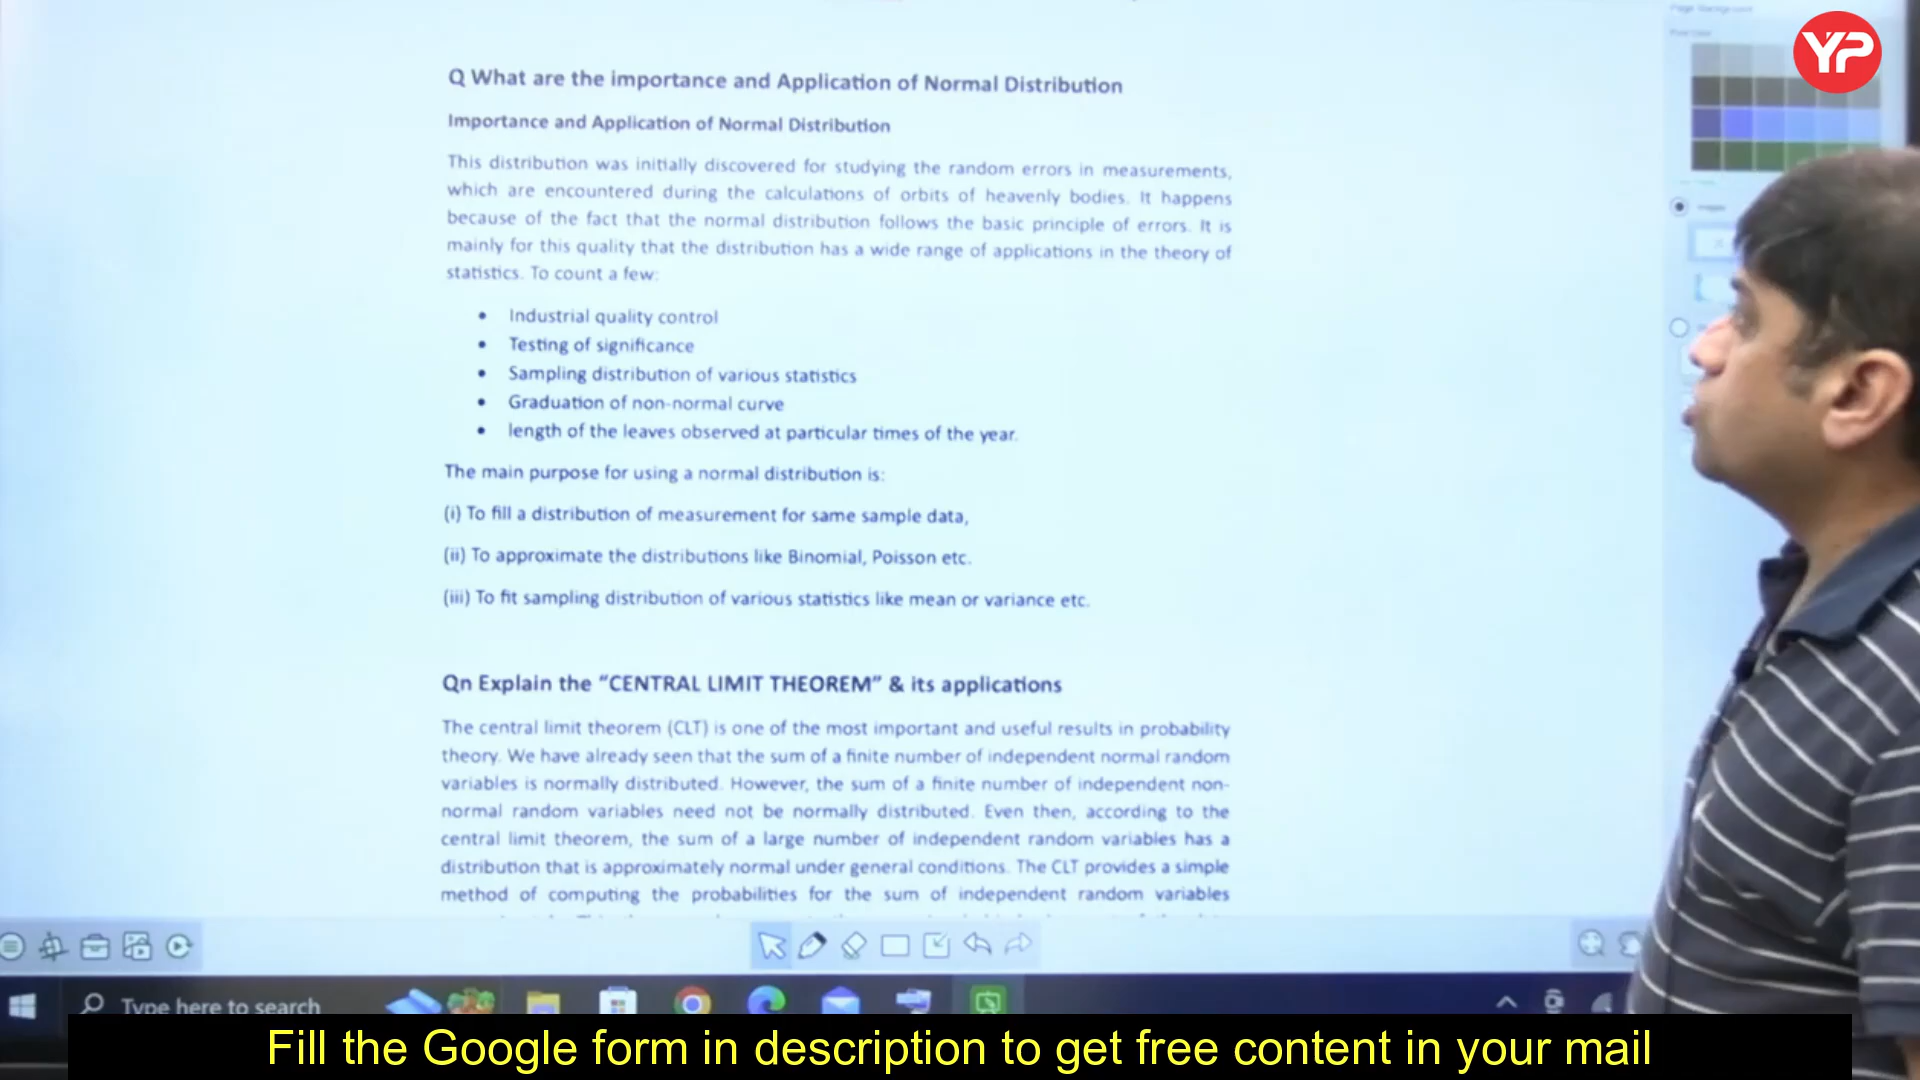 YP
Q What are the importance and Application of Normal Distribution
Importance and Application of Normal Distribution
This distribution was initially discovered for studying the random errors in measurements,
which are encountered during the calculations of orbits of heavenly bodies. It happens
because of the fact that the normal distribution follows the basic principle of errors. It is
mainly for this quality that the distribution has a wide range of applications in the theory of
statistics. To count a few:
• Industrial quality control
• Testing of significance
• Sampling distribution of various statistics
• Graduation of non-normal curve
• length of the leaves observed at particular times of the year.
The main purpose for using a normal distribution is:
(i) To fill a distribution of measurement for same sample data,
(ii) To approximate the distributions like Binomial, Poisson etc.
(iii) To fit sampling distribution of various statistics like mean or variance etc.
Qn Explain the “CENTRAL LIMIT THEOREM” & its applications
The central limit theorem (CLT) is one of the most important and useful results in probability
theory. We have already seen that the sum of a finite number of independent normal random
variables is normally distributed. However, the sum of a finite number of independent non-
normal random variables need not be normally distributed. Even then, according to the
central limit theorem, the sum of a large number of independent random variables has a
distribution that is approximately normal under general conditions. The CLT provides a simple
method of computing the probabilities for the sum of independent random variables
Type here to search
Fill the Google form in description to get free content in your mail